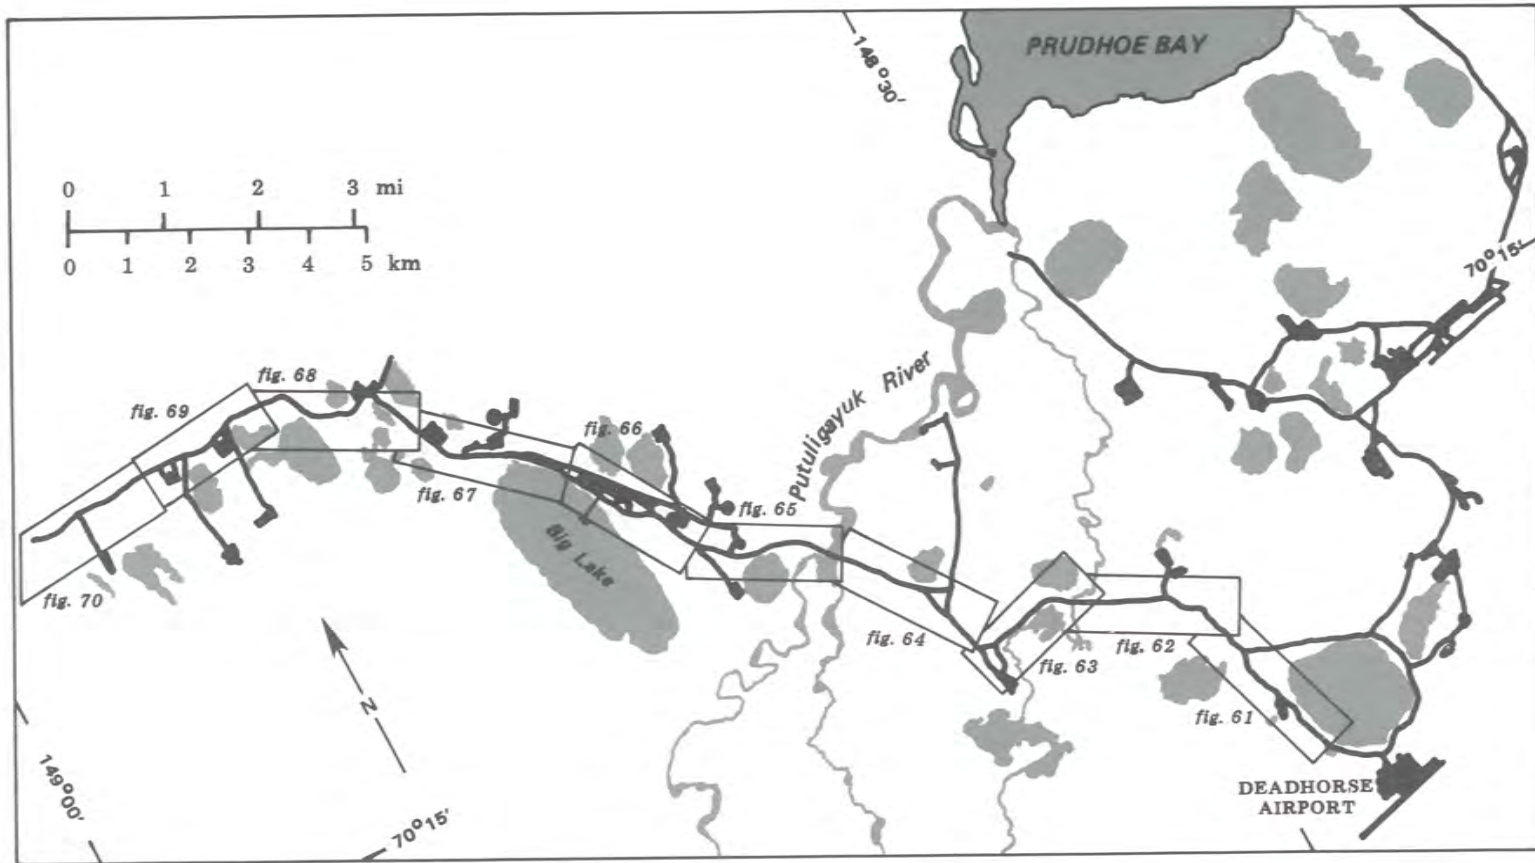 PRUDHOE BAY
148°30'
0 1 2 3 mi
0 1 2 3 4 5 km
70°15'
Putuligayuk River
fig. 68
fig. 69
fig. 66
fig. 67
fig. 65
Big Lake
fig. 70
fig. 64
fig. 63
fig. 62
fig. 61
N
149°00'
70°15'
DEADHORSE
AIRPORT